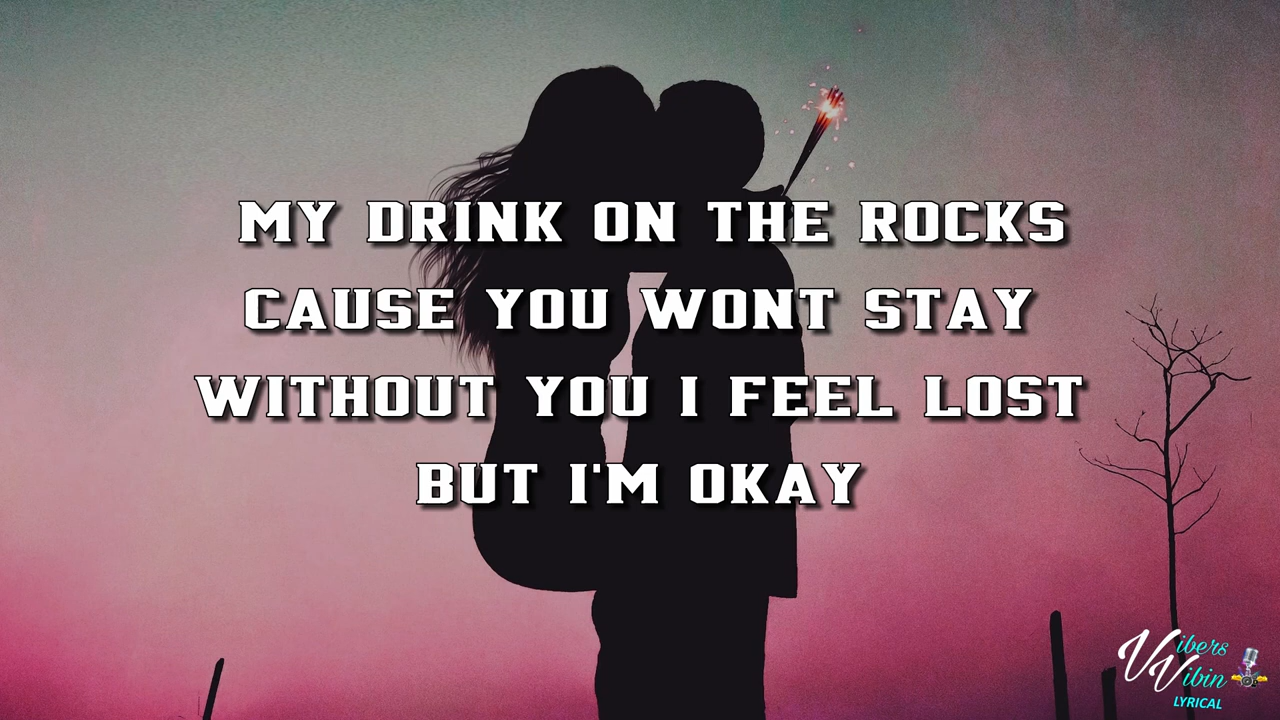 MY DRINK ON THE ROCKS
CAUSE YOU WONT STAY
WITHOUT YOU I FEEL LOST
BUT I'M OKAY
Vibers
Vibin
LYRICAL